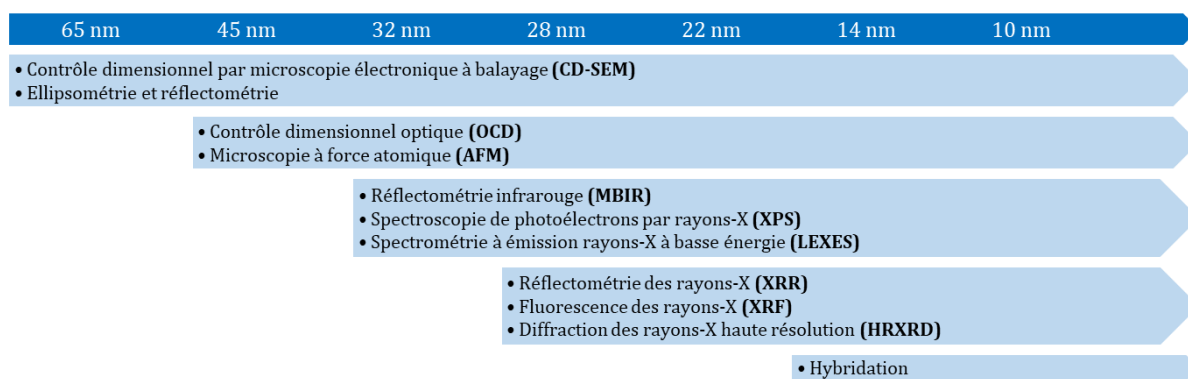 65 nm 45 nm 32 nm 28 nm 22 nm 14 nm 10 nm
• Contrôle dimensionnel par microscopie électronique à balayage (CD-SEM)
• Ellipsométrie et réflectométrie
• Contrôle dimensionnel optique (OCD)
• Microscopie à force atomique (AFM)
• Réflectométrie infrarouge (MBIR)
• Spectroscopie de photoélectrons par rayons-X (XPS)
• Spectrométrie à émission rayons-X à basse énergie (LEXES)
• Réflectométrie des rayons-X (XRR)
• Fluorescence des rayons-X (XRF)
• Diffraction des rayons-X haute résolution (HRXRD)
• Hybridation